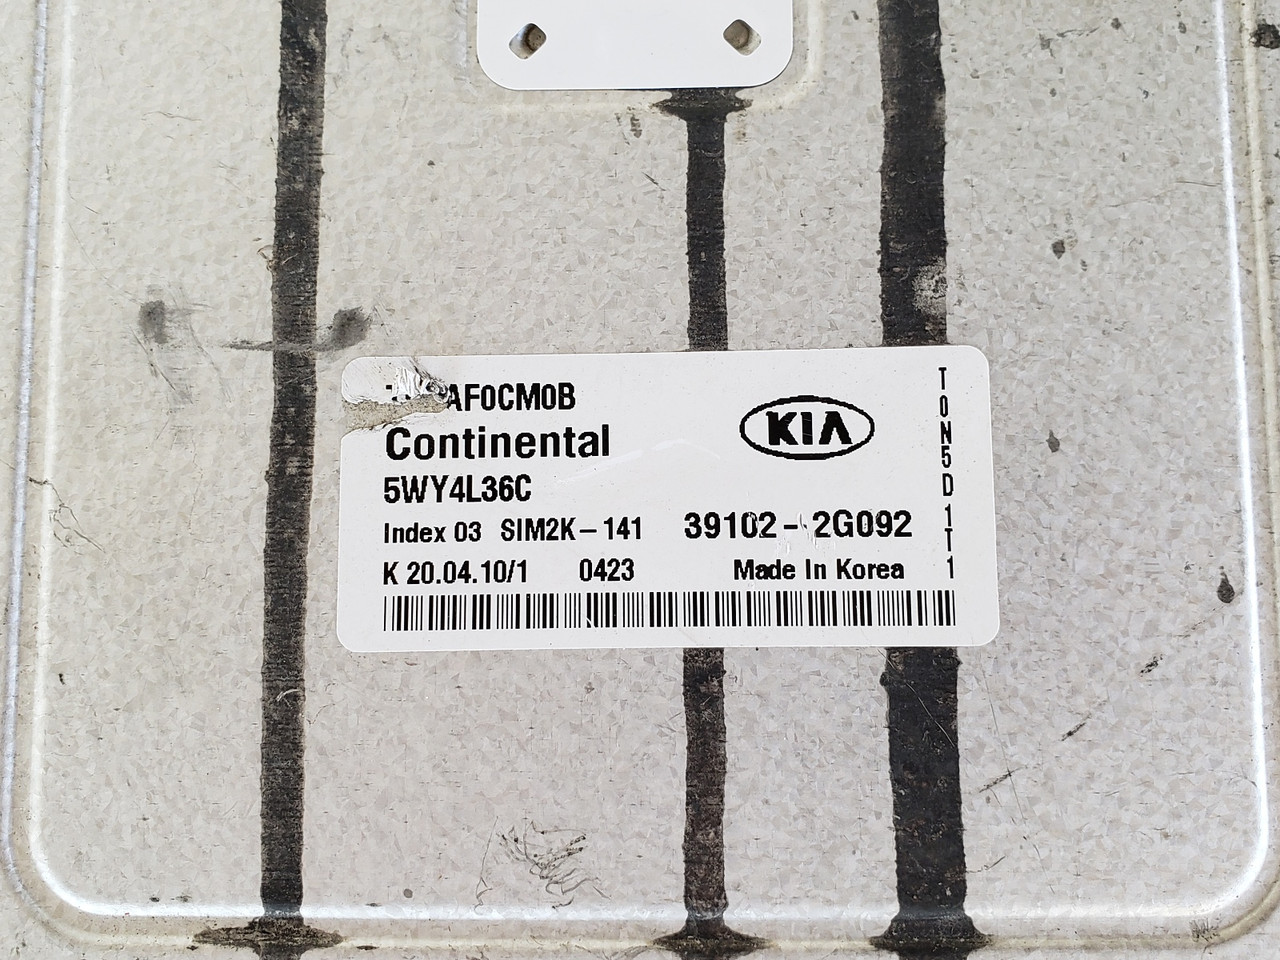 AF0CM0B
Continental
KIA
5WY4L36C
Index 03 SIM2K-141 39102-2G092
K 20.04.10/1 0423 Made In Korea
T0N5D1T1